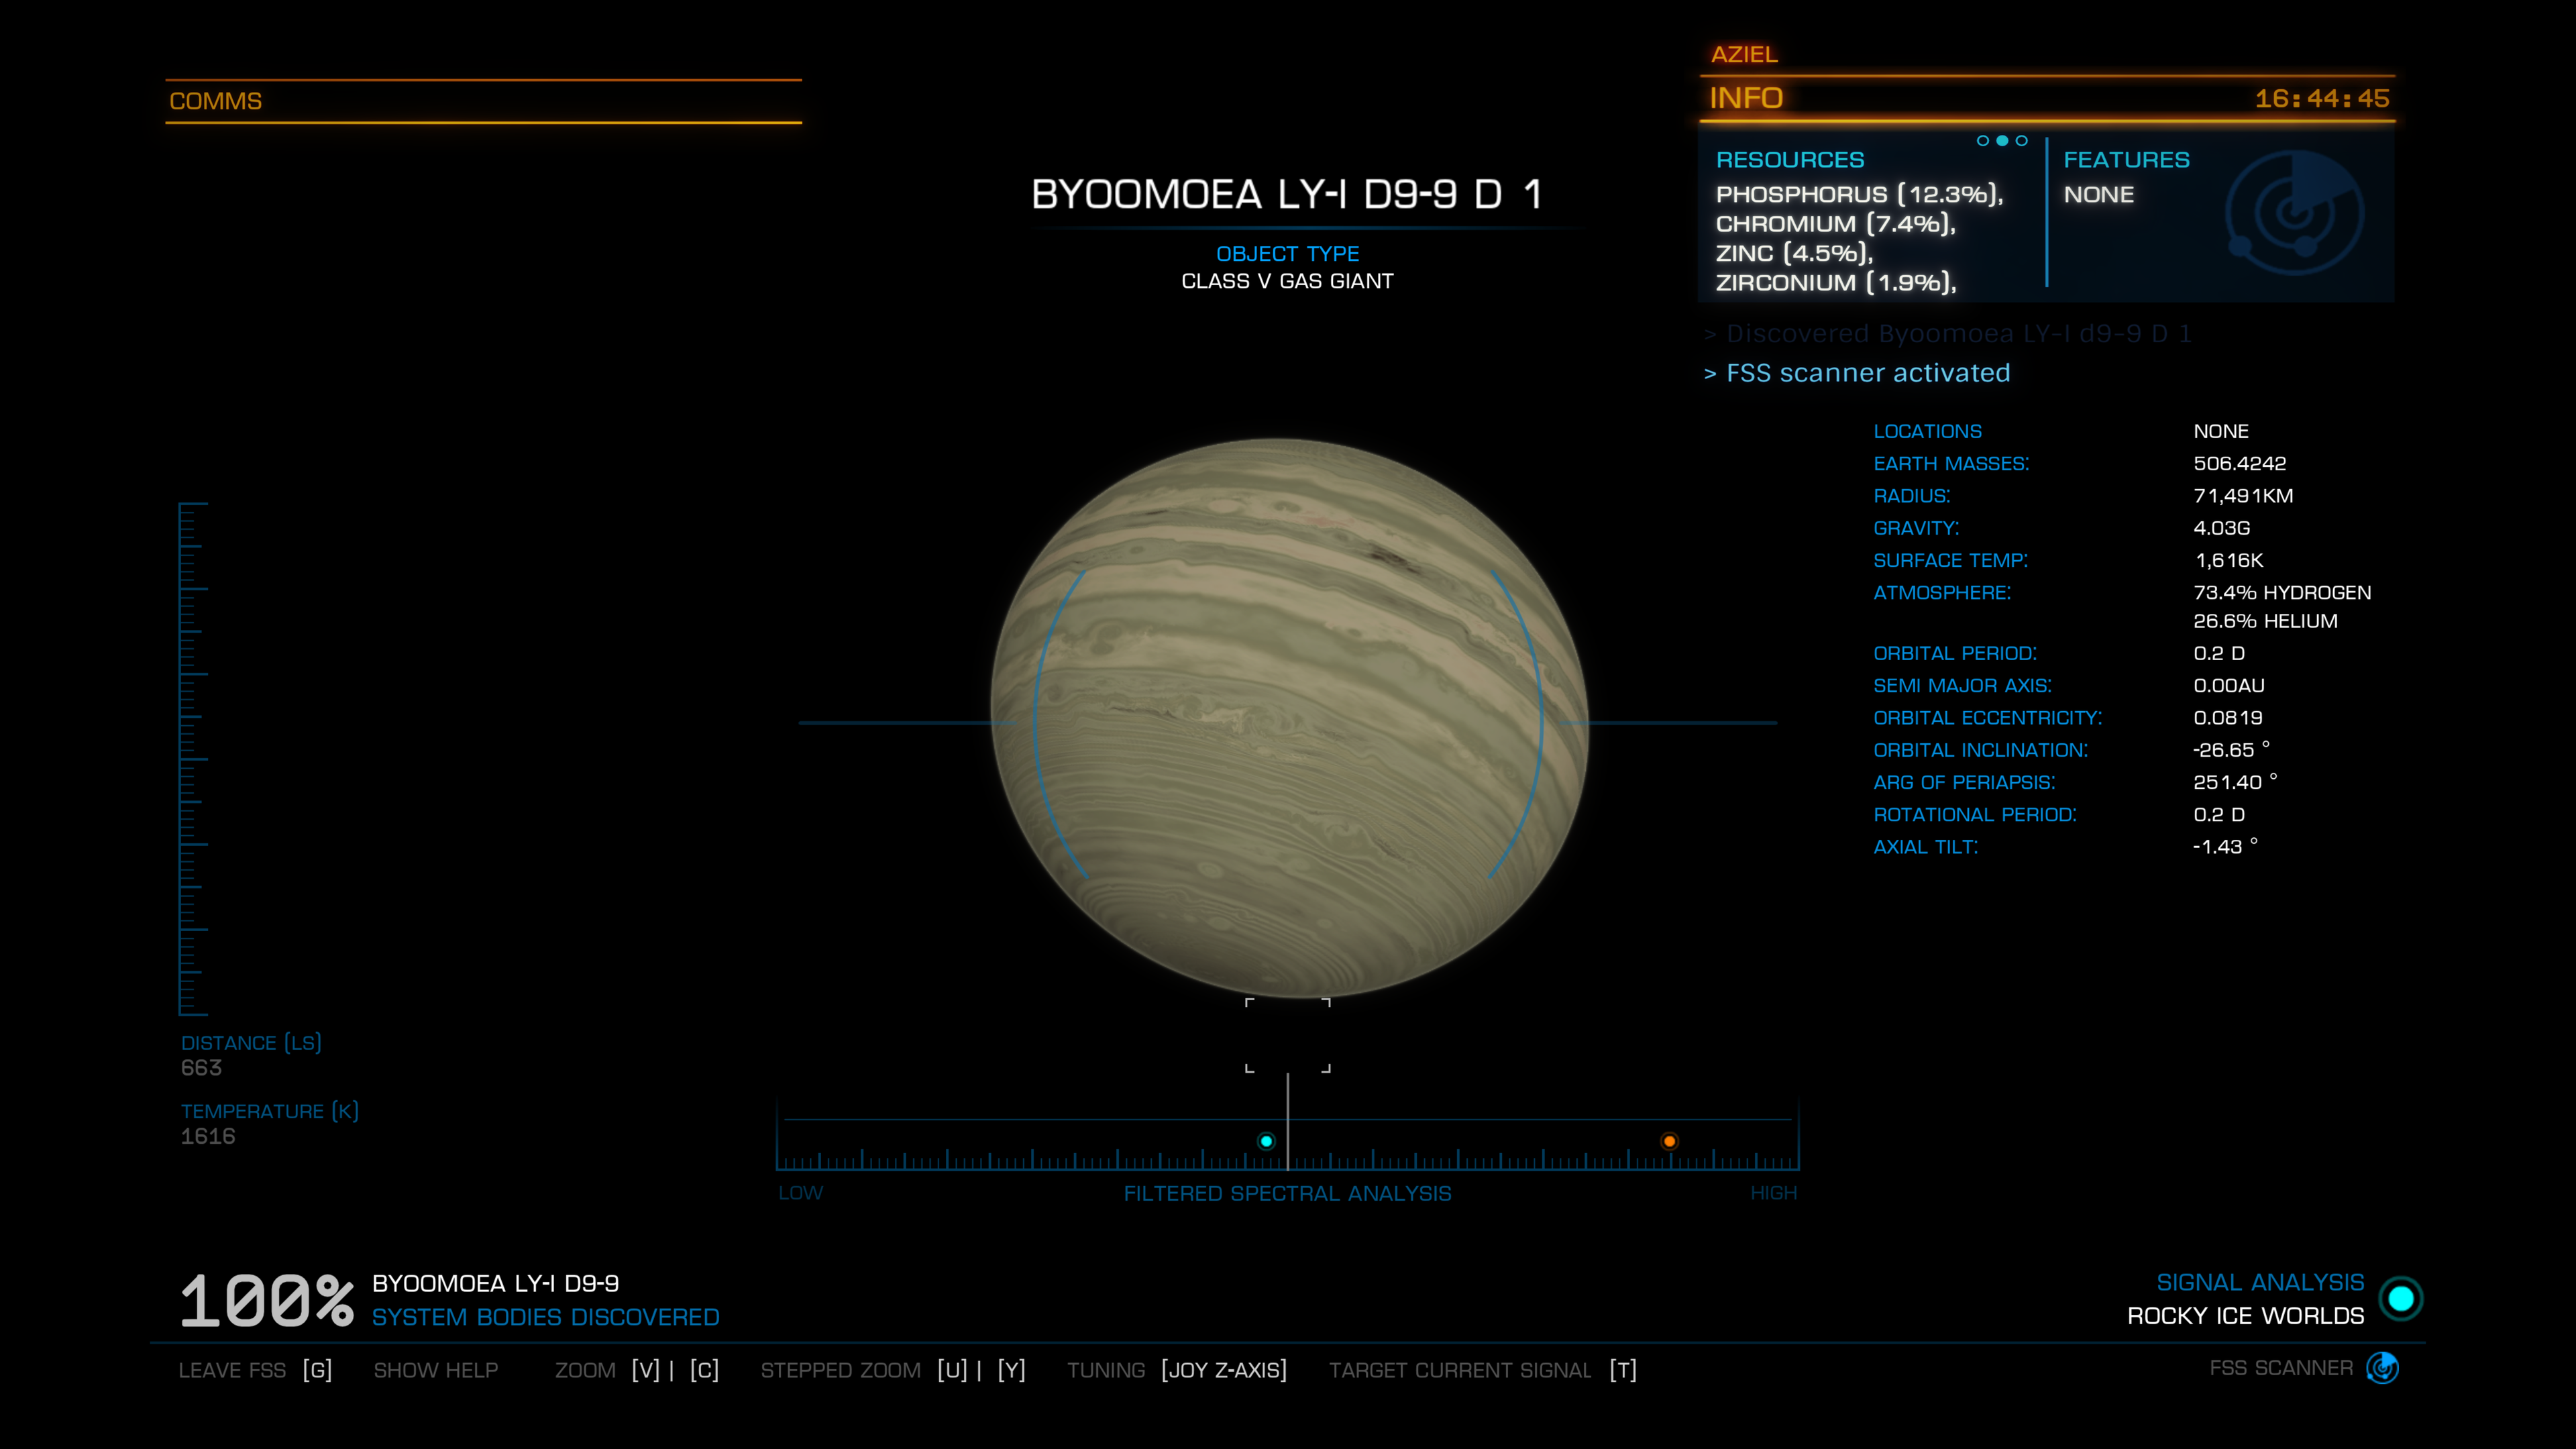 AZIEL
COMMS
INFO 16:44:45
BYOOMOEA LY-I D9-9 D 1
OBJECT TYPE
CLASS V GAS GIANT
RESOURCES
PHOSPHORUS (12.3%),
CHROMIUM (7.4%),
ZINC (4.5%),
ZIRCONIUM (1.9%),
FEATURES
NONE
> Discovered Byoomoea LY-I d9-9 D 1
> FSS scanner activated
LOCATIONS NONE
EARTH MASSES: 506.4242
RADIUS: 71,491KM
GRAVITY: 4.03G
SURFACE TEMP: 1,616K
ATMOSPHERE: 73.4% HYDROGEN
26.6% HELIUM
ORBITAL PERIOD: 0.2 D
SEMI MAJOR AXIS: 0.00AU
ORBITAL ECCENTRICITY: 0.0819
ORBITAL INCLINATION: -26.65 °
ARG OF PERIAPSIS: 251.40 °
ROTATIONAL PERIOD: 0.2 D
AXIAL TILT: -1.43 °
DISTANCE (LS)
663
TEMPERATURE (K)
1616
LOW FILTERED SPECTRAL ANALYSIS HIGH
100% BYOOMOEA LY-I D9-9
SYSTEM BODIES DISCOVERED
SIGNAL ANALYSIS
ROCKY ICE WORLDS
LEAVE FSS [G] SHOW HELP ZOOM [V] | [C] STEPPED ZOOM [U] | [Y] TUNING [JOY Z-AXIS] TARGET CURRENT SIGNAL [T] FSS SCANNER